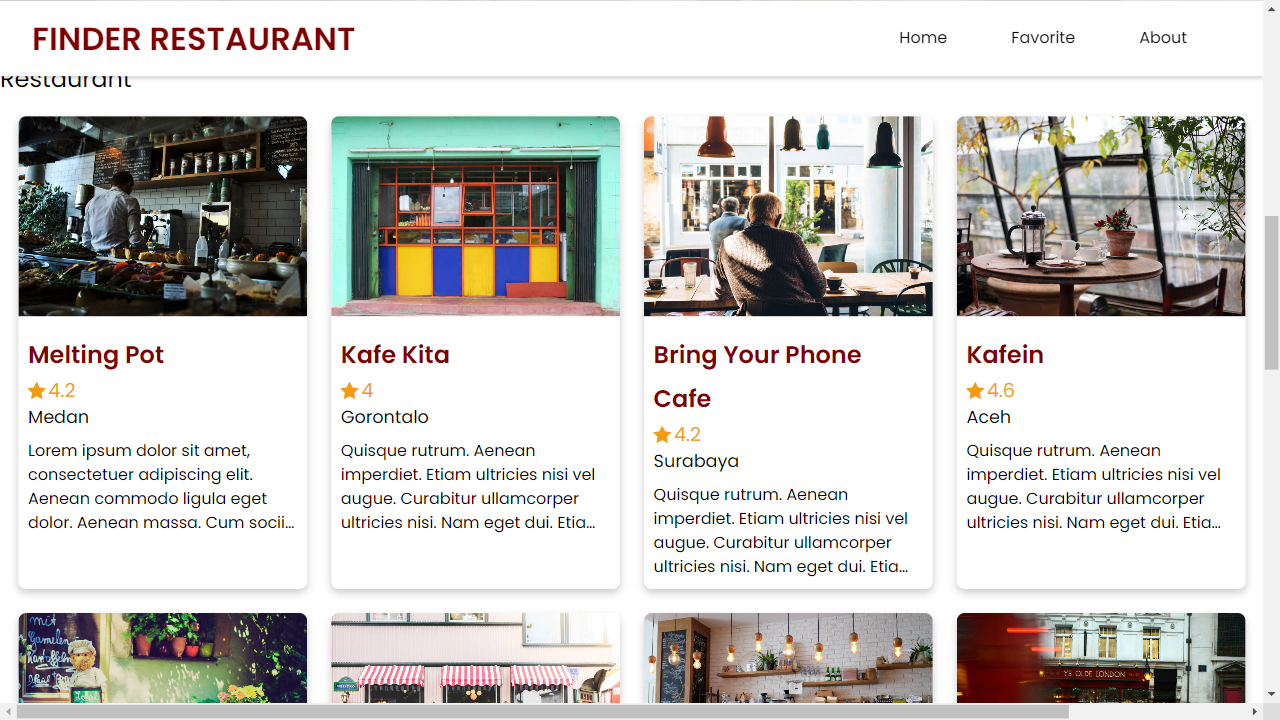 FINDER RESTAURANT
Home
Favorite
About
Restaurant
Melting Pot
4.2
Medan
Lorem ipsum dolor sit amet,
consectetuer adipiscing elit.
Aenean commodo ligula eget
dolor. Aenean massa. Cum socii...
Kafe Kita
4
Gorontalo
Quisque rutrum. Aenean
imperdiet. Etiam ultricies nisi vel
augue. Curabitur ullamcorper
ultricies nisi. Nam eget dui. Etia...
7 4
Bring Your Phone
Cafe
4.2
Surabaya
Quisque rutrum. Aenean
imperdiet. Etiam ultricies nisi vel
augue. Curabitur ullamcorper
ultricies nisi. Nam eget dui. Etia...
Kafein
4.6
Aceh
Quisque rutrum. Aenean
imperdiet. Etiam ultricies nisi vel
augue. Curabitur ullamcorper
ultricies nisi. Nam eget dui. Etia...
mit
YE OLDE LONDON